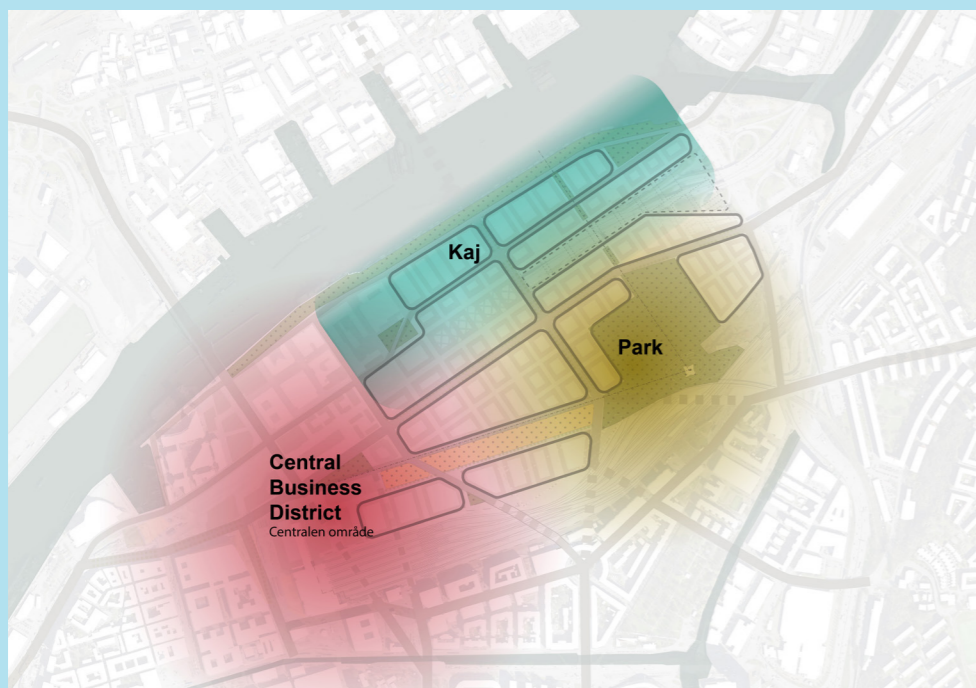 Kaj
Park
Central
Business
District
Centralen område